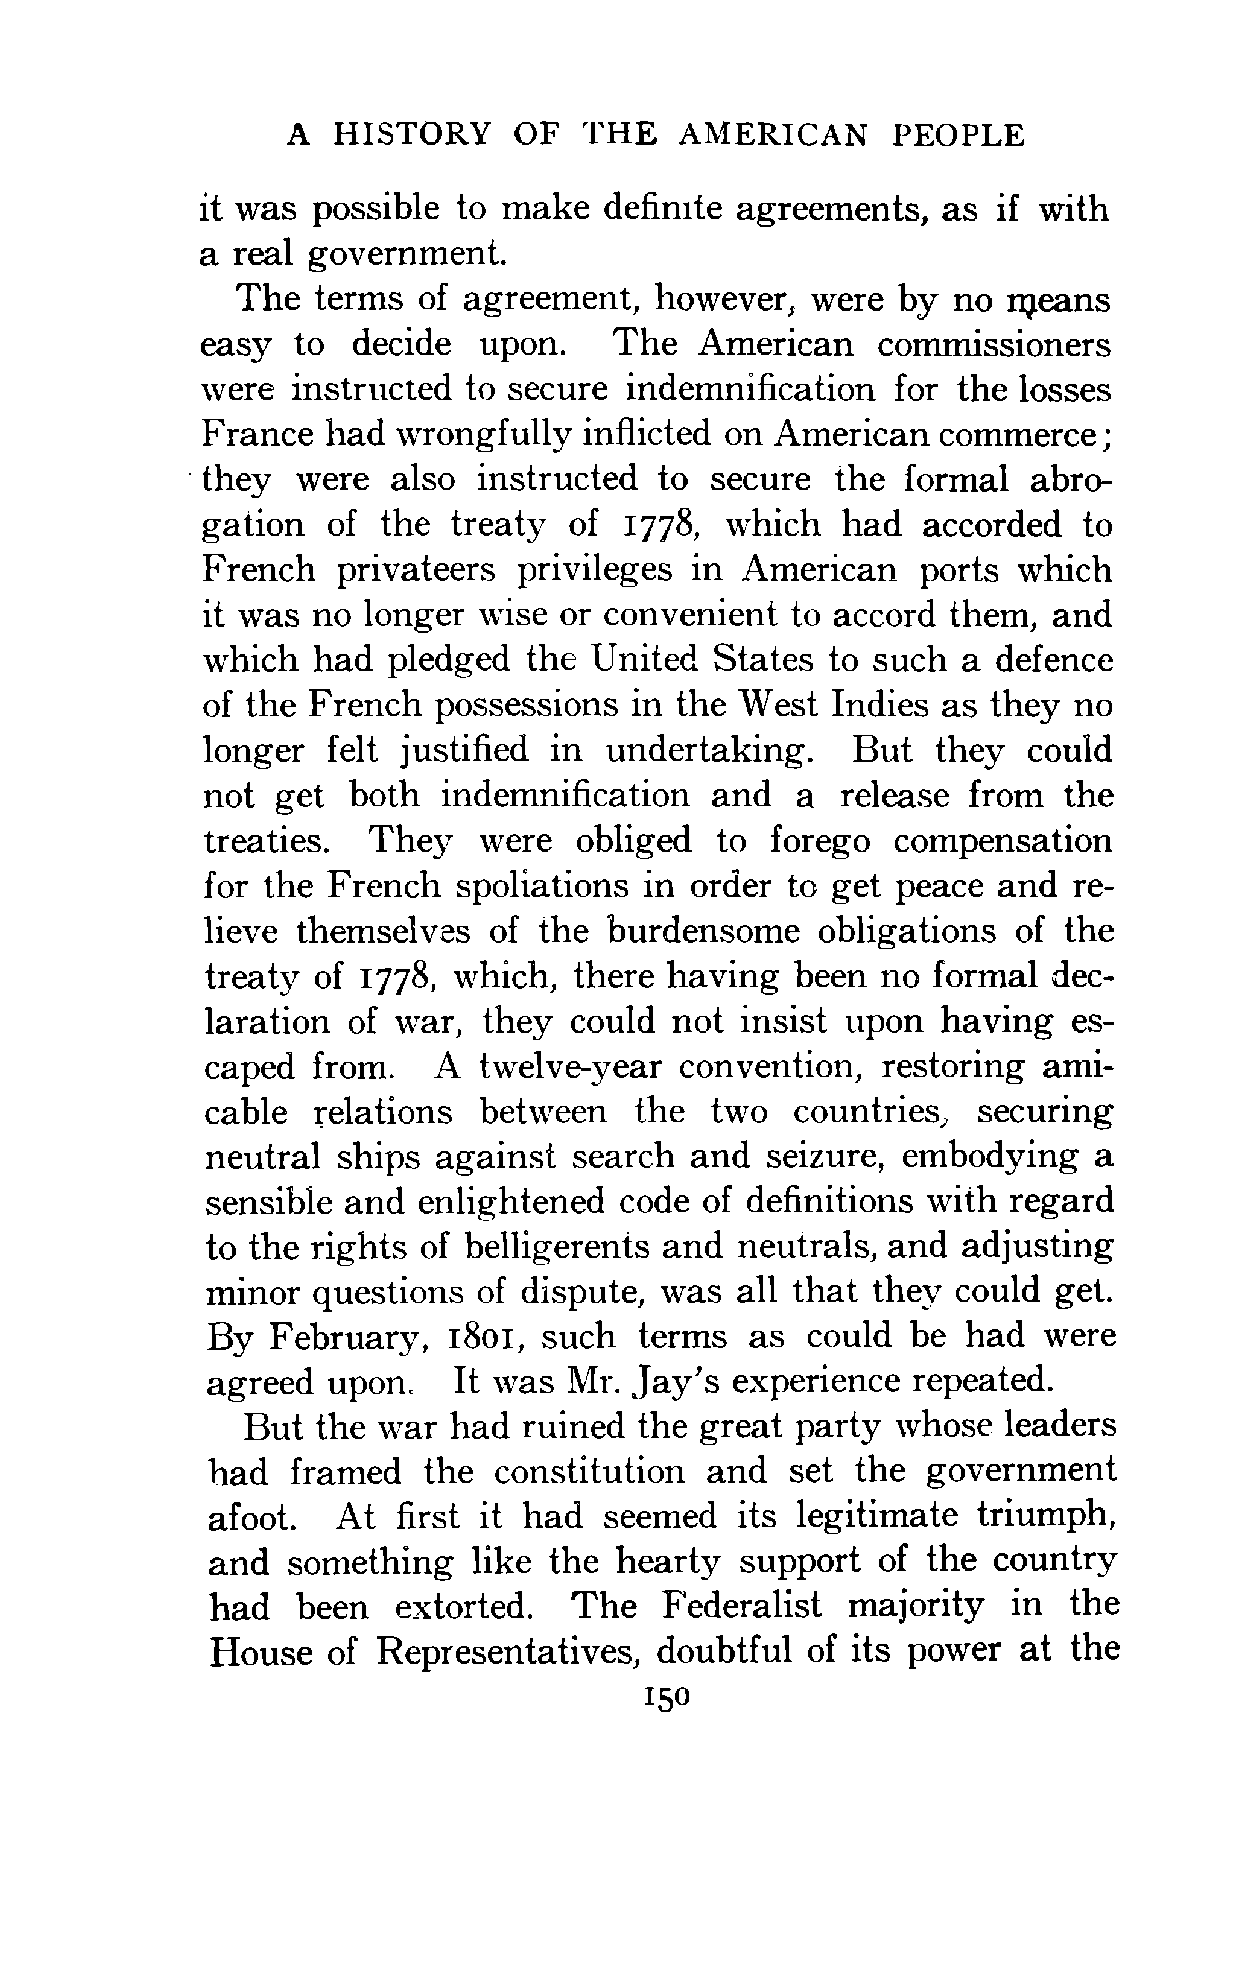 A HISTORY OF THE AMERICAN PEOPLE
it was possible to make definite agreements, as if with
a real government.
The terms of agreement, however, were by no means
easy to decide upon. The American commissioners
were instructed to secure indemnification for the losses
France had wrongfully inflicted on American commerce;
they were also instructed to secure the formal abro-
gation of the treaty of 1778, which had accorded to
French privateers privileges in American ports which
it was no longer wise or convenient to accord them, and
which had pledged the United States to such a defence
of the French possessions in the West Indies as they no
longer felt justified in undertaking. But they could
not get both indemnification and a release from the
treaties. They were obliged to forego compensation
for the French spoliations in order to get peace and re-
lieve themselves of the burdensome obligations of the
treaty of 1778, which, there having been no formal dec-
laration of war, they could not insist upon having es-
caped from. A twelve-year convention, restoring ami-
cable relations between the two countries, securing
neutral ships against search and seizure, embodying a
sensible and enlightened code of definitions with regard
to the rights of belligerents and neutrals, and adjusting
minor questions of dispute, was all that they could get.
By February, 1801, such terms as could be had were
agreed upon. It was Mr. Jay's experience repeated.
But the war had ruined the great party whose leaders
had framed the constitution and set the government
afoot. At first it had seemed its legitimate triumph,
and something like the hearty support of the country
had been extorted. The Federalist majority in the
House of Representatives, doubtful of its power at the
150